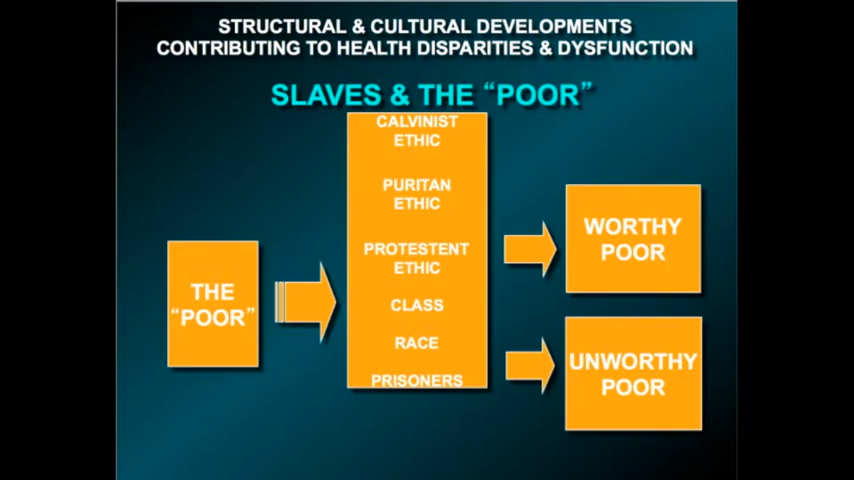 STRUCTURAL & CULTURAL DEVELOPMENTS
CONTRIBUTING TO HEALTH DISPARITIES & DYSFUNCTION
SLAVES & THE “POOR”
THE
“POOR”
CALVINIST
ETHIC
PURITAN
ETHIC
PROTESTENT
ETHIC
CLASS
RACE
PRISONERS
WORTHY
POOR
UNWORTHY
POOR